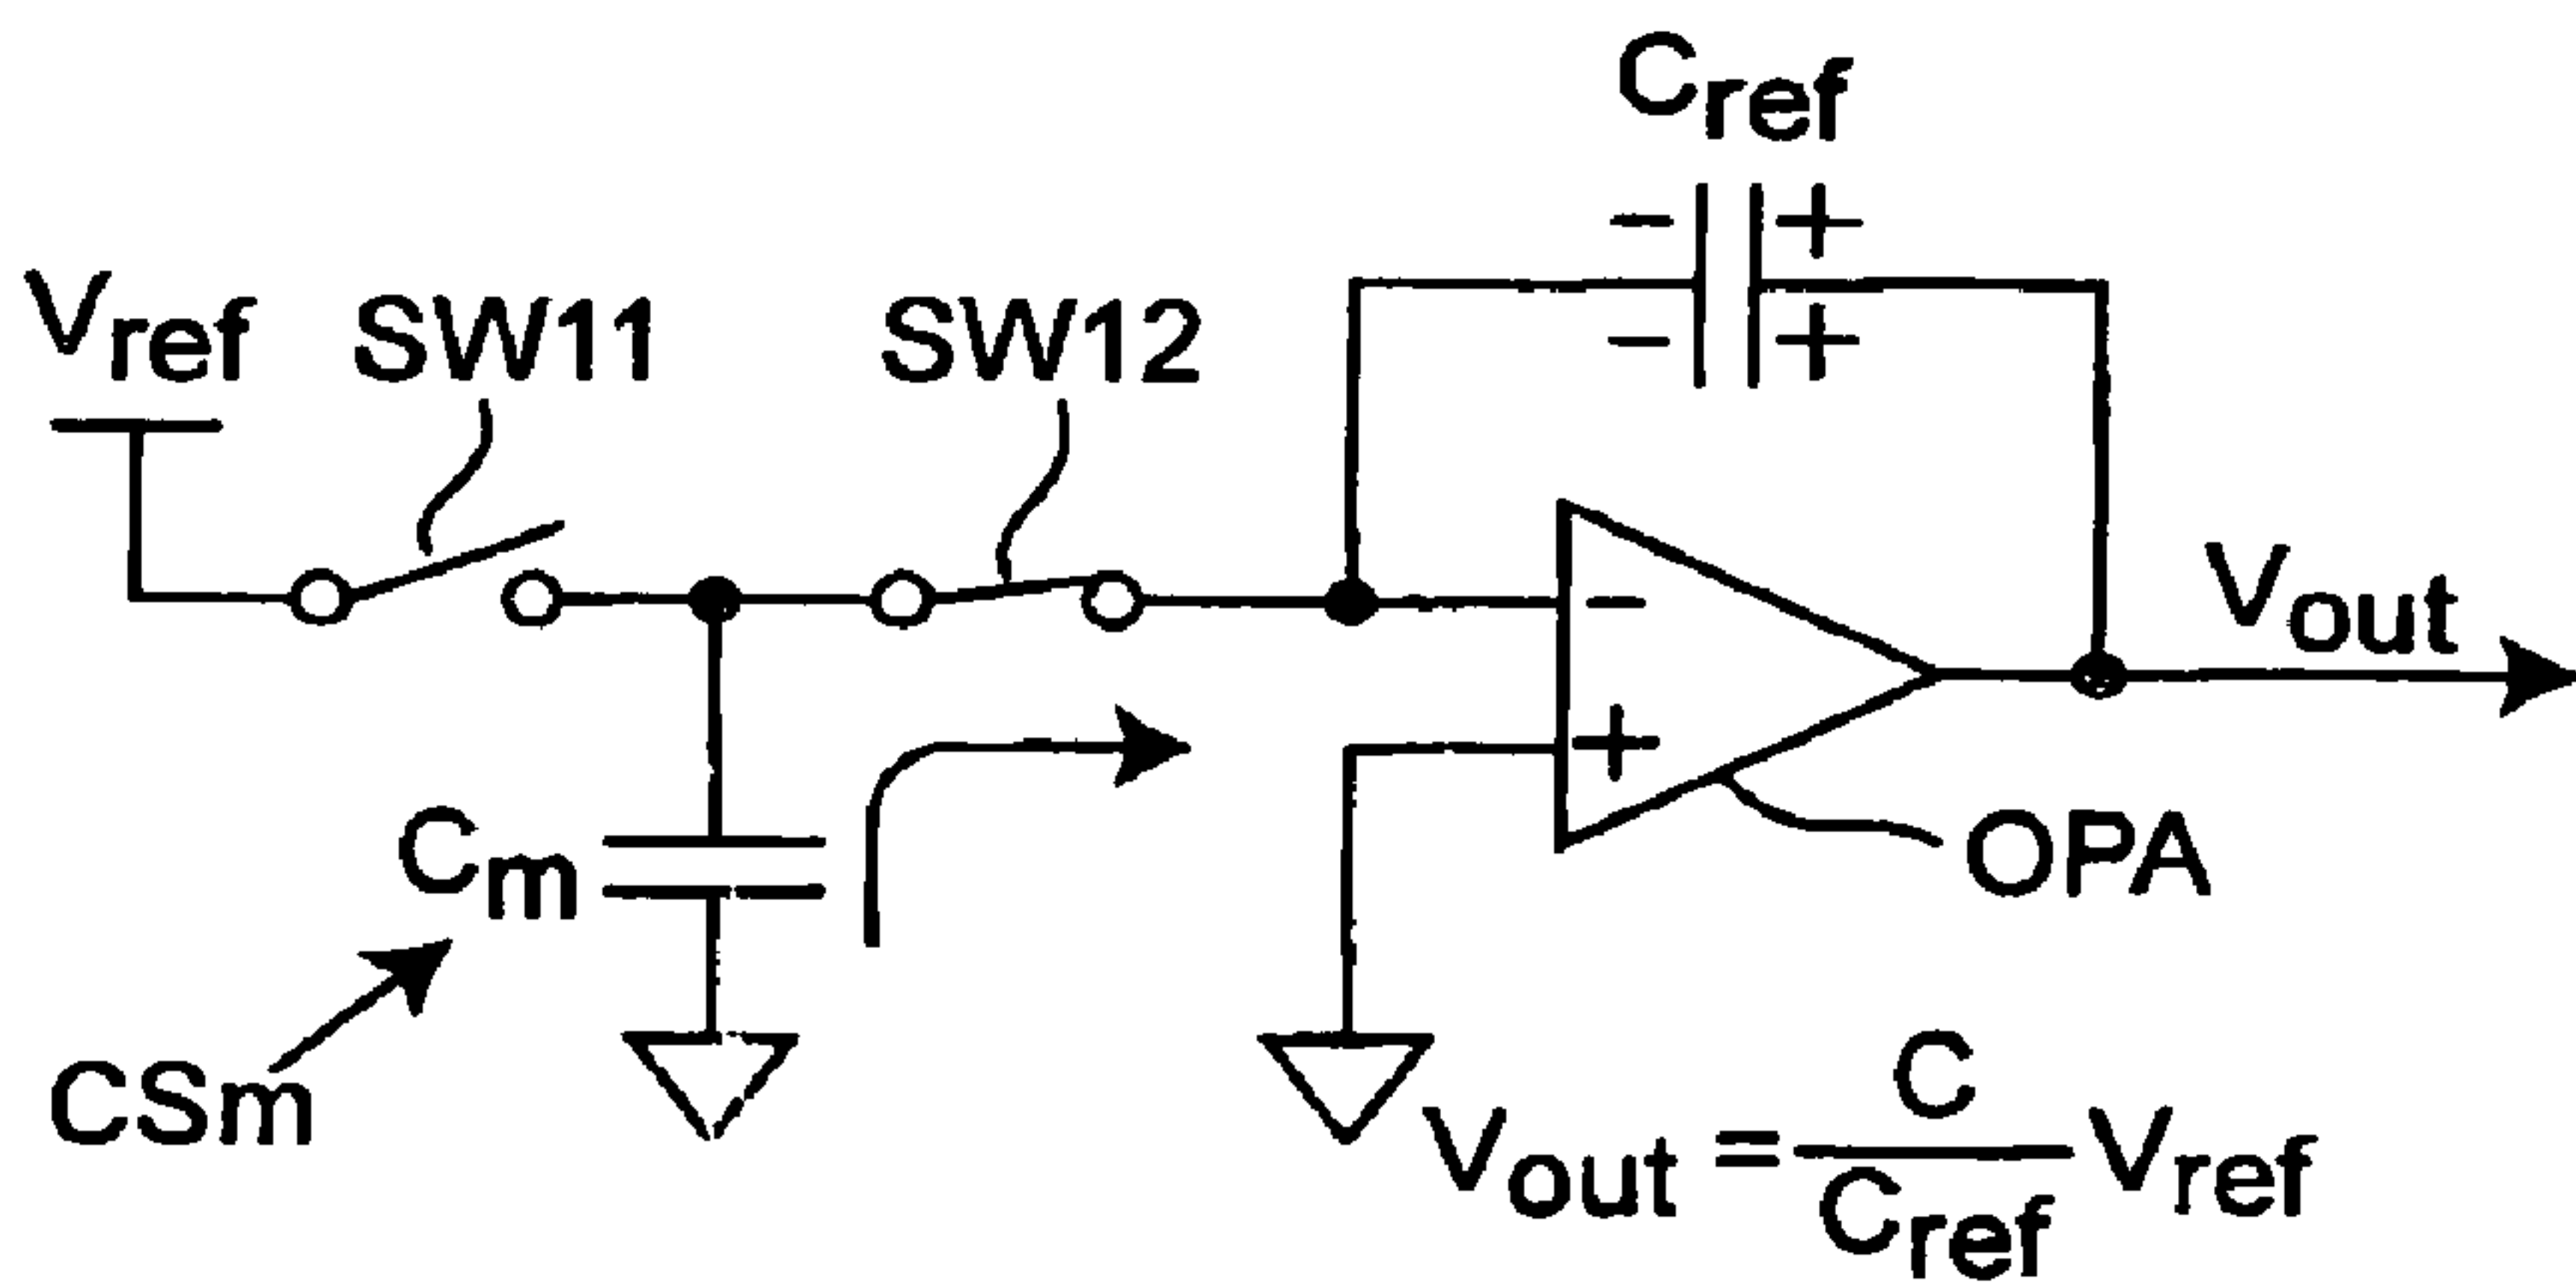 Cref
- +
- +
Vref
SW11
SW12
-
+
Vout
OPA
Cm
CSm
Vout = C/Cref Vref